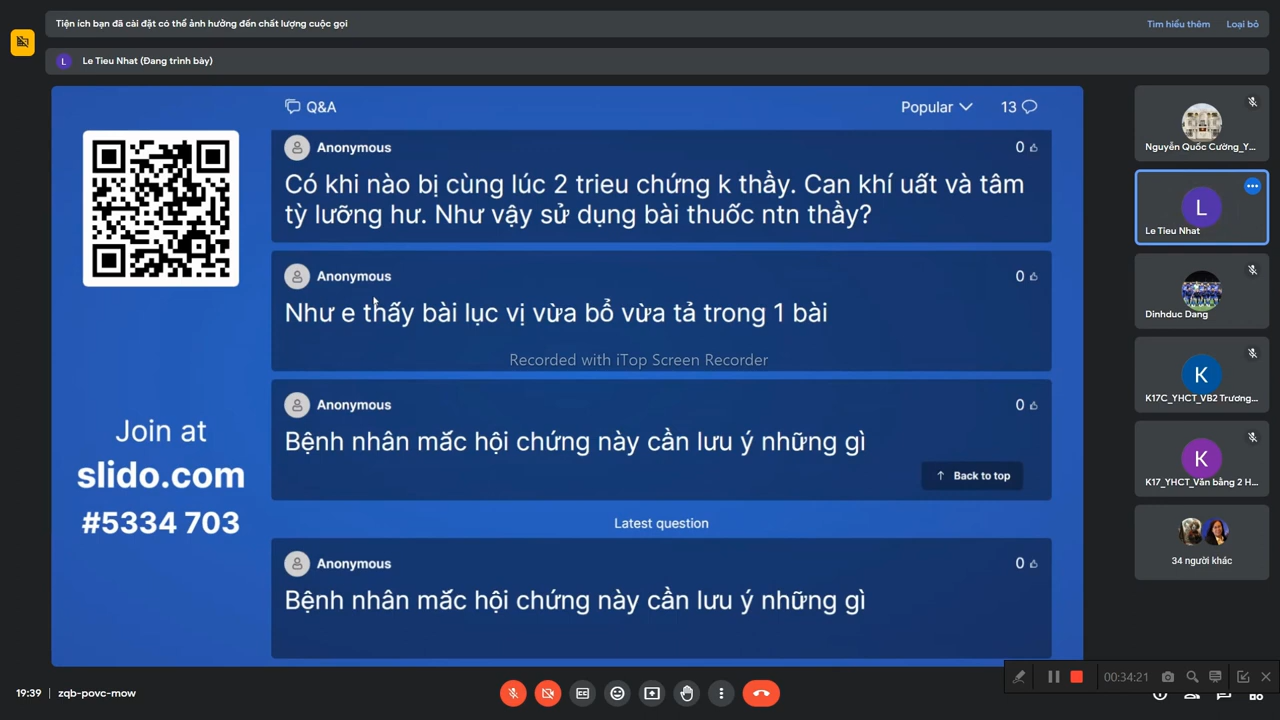 Tiện ích bạn đã cài đặt có thể ảnh hưởng đến chất lượng cuộc gọi
Tìm hiểu thêm
Loại bỏ
L
Le Tieu Nhat (Đang trình bày)
Q&A
Popular
13
Anonymous
0
Có khi nào bị cùng lúc 2 trieu chứng k thầy. Can khí uất và tâm
tỳ lưỡng hư. Như vậy sử dụng bài thuốc ntn thầy?
Anonymous
0
Như e thấy bài lục vị vừa bổ vừa tả trong 1 bài
Recorded with iTop Screen Recorder
Anonymous
0
Bệnh nhân mắc hội chứng này cần lưu ý những gì
Back to top
Latest question
Anonymous
0
Bệnh nhân mắc hội chứng này cần lưu ý những gì
Join at
slido.com
#5334 703
Nguyễn Quốc Cường_Y...
L
Le Tieu Nhat
Dinhduc Dang
K
K17C_YHCT_VB2 Trương...
K
K17_YHCT_Văn bằng 2 H...
34 người khác
19:39
zqb-povc-mow
00:34:21